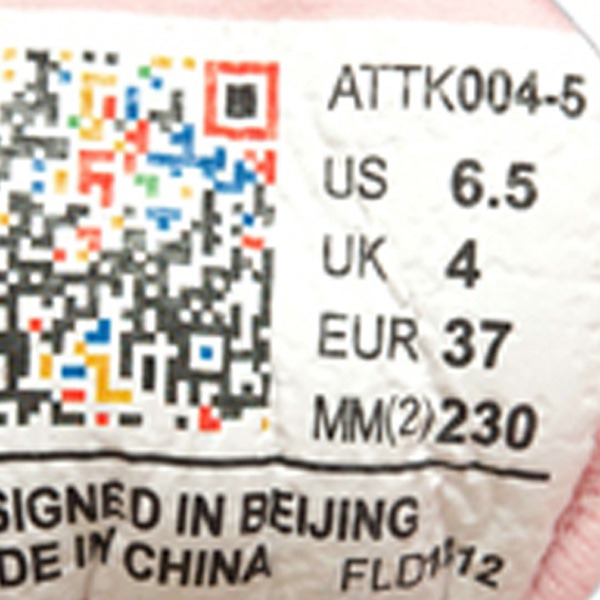 ATTK004-5
US 6.5
UK 4
EUR 37
MM(2)230
SIGNED IN BEIJING
DE IN CHINA